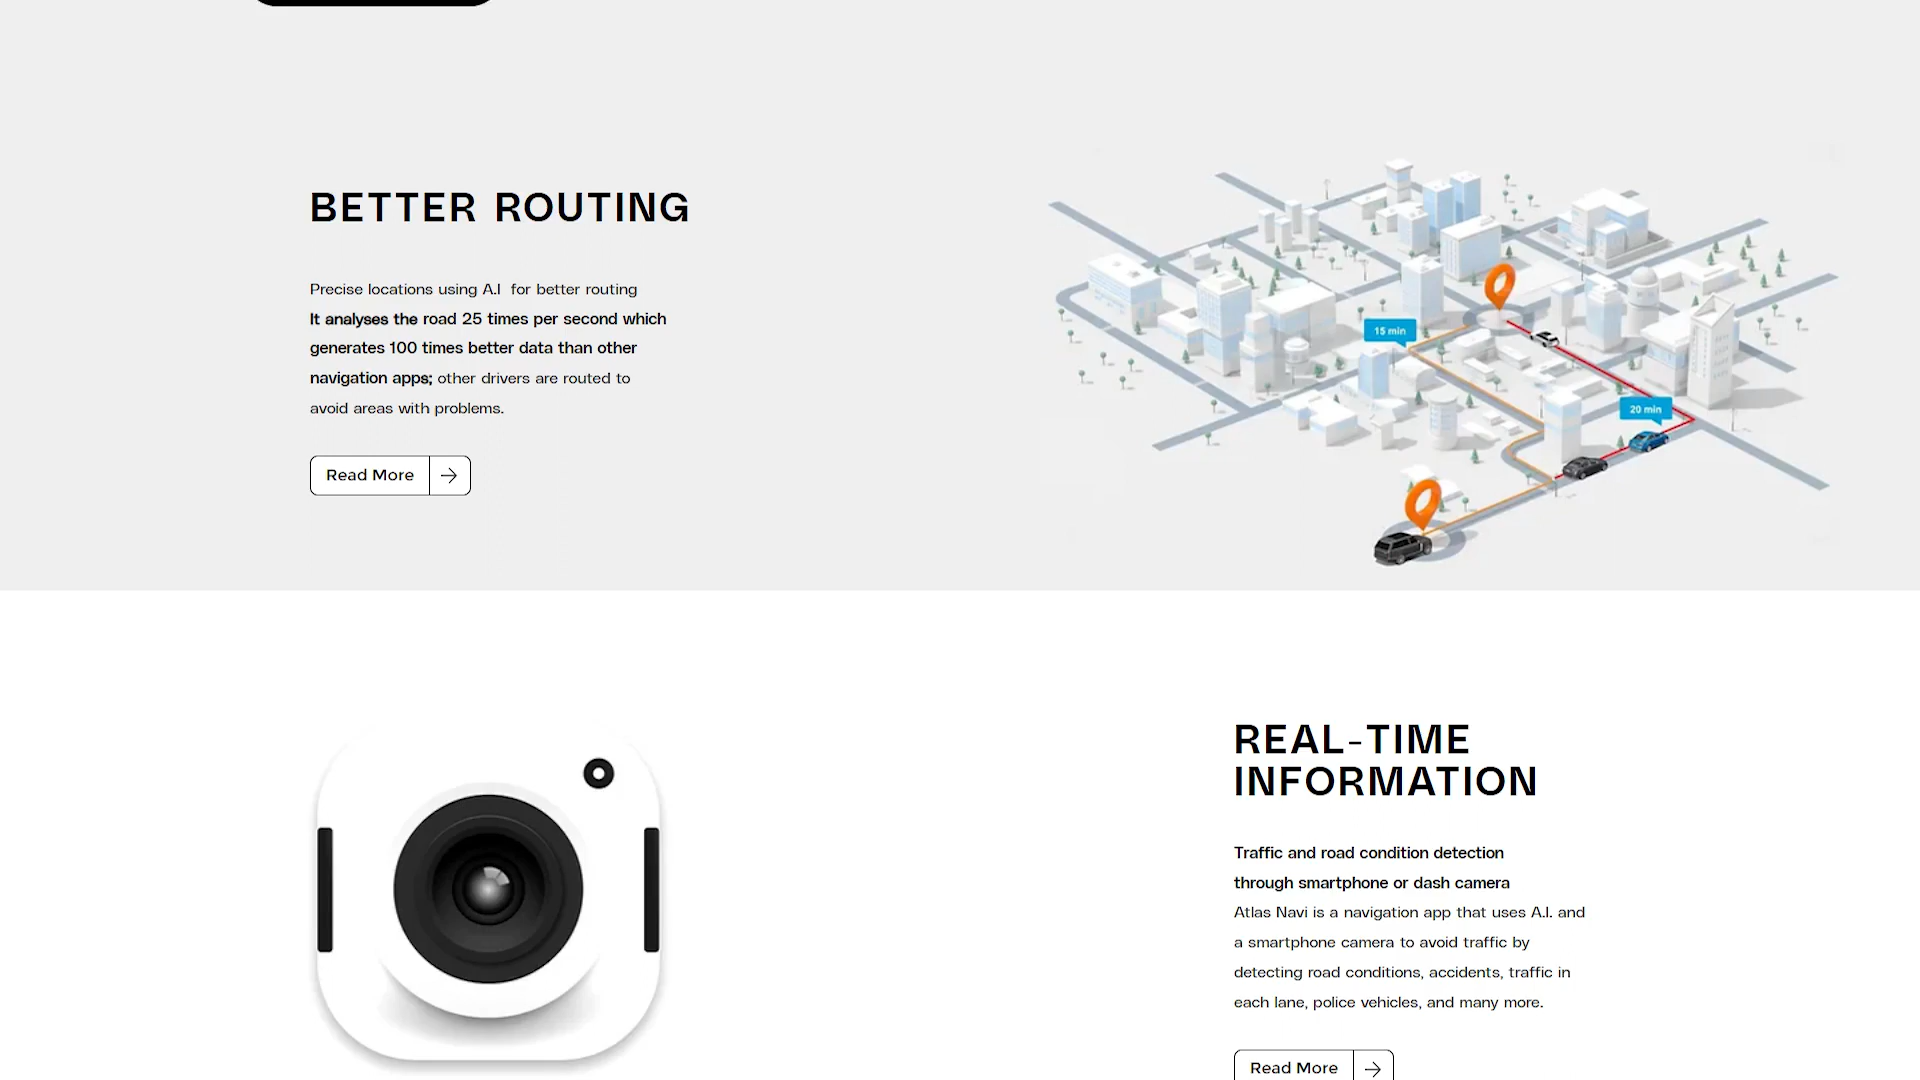 BETTER ROUTING
Precise locations using A.I for better routing
It analyses the road 25 times per second which
generates 100 times better data than other
navigation apps; other drivers are routed to
avoid areas with problems.
Read More
15 min
20 min
REAL-TIME
INFORMATION
Traffic and road condition detection
through smartphone or dash camera
Atlas Navi is a navigation app that uses A.I. and
a smartphone camera to avoid traffic by
detecting road conditions, accidents, traffic in
each lane, police vehicles, and many more.
Read More